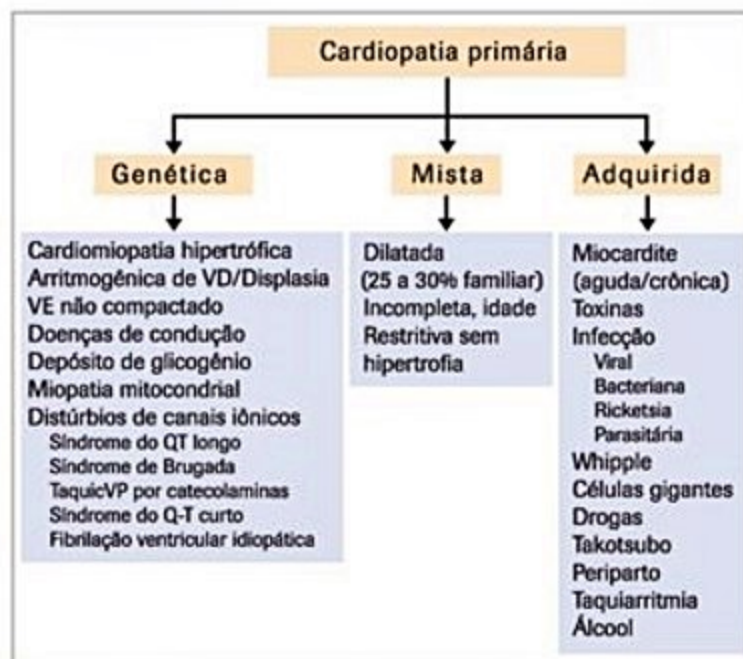 Cardiopatia primária
Genética
Mista
Adquirida
Cardiomiopatia hipertrófica
Arritmogênica de VD/Displasia
VE não compactado
Doenças de condução
Depósito de glicogênio
Miopatia mitocondrial
Distúrbios de canais iônicos
Síndrome do QT longo
Síndrome de Brugada
TaquicVP por catecolaminas
Síndrome do Q-T curto
Fibrilação ventricular idiopática
Dilatada
(25 a 30% familiar)
Incompleta, idade
Restritiva sem
hipertrofia
Miocardite
(aguda/crônica)
Toxinas
Infecção
Viral
Bacteriana
Ricketsia
Parasitária
Whipple
Células gigantes
Drogas
Takotsubo
Periparto
Taquiarritmia
Álcool